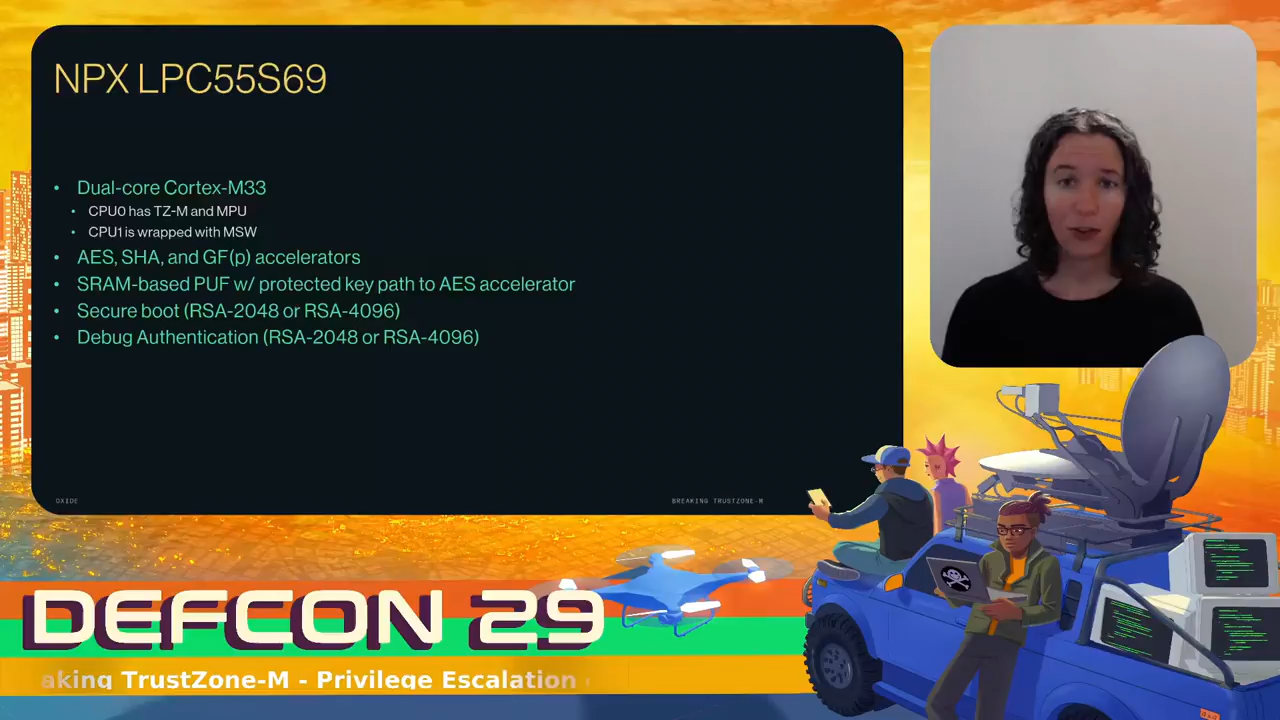 NPX LPC55S69
• Dual-core Cortex-M33
• CPU0 has TZ-M and MPU
• CPU1 is wrapped with MSW
• AES, SHA, and GF(p) accelerators
• SRAM-based PUF w/ protected key path to AES accelerator
• Secure boot (RSA-2048 or RSA-4096)
• Debug Authentication (RSA-2048 or RSA-4096)
OXIDE
BREAKING TRUSTZONE-M
DEFCON 29
aking TrustZone-M - Privilege Escalation